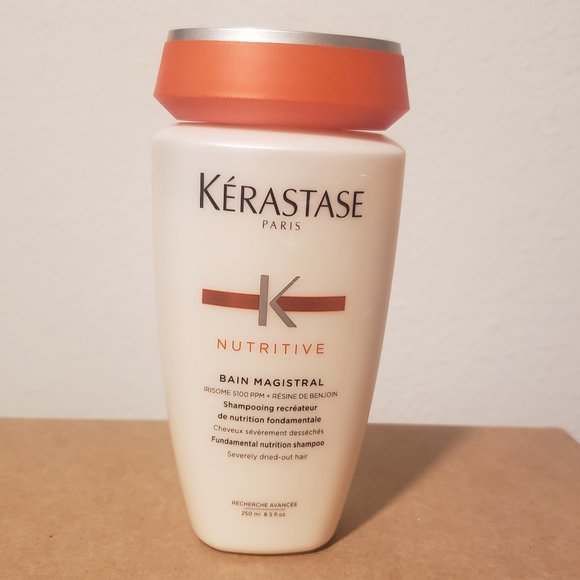 KÉRASTASE
PARIS
K
NUTRITIVE
BAIN MAGISTRAL
IRISOME 5100 PPM + RÉSINE DE BENJOIN
Shampooing recréateur
de nutrition fondamentale
Cheveux sévèrement desséchés
Fundamental nutrition shampoo
Severely dried-out hair
RECHERCHE AVANCÉE
250 ml 8.5 fl oz